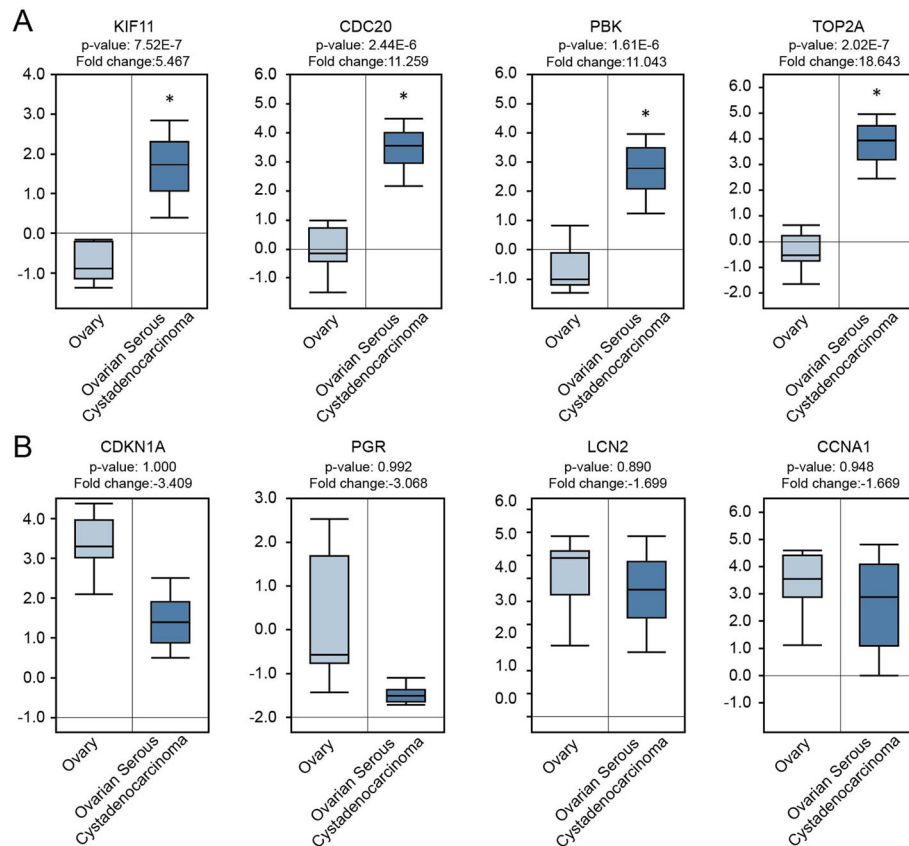 A
KIF11
p-value: 7.52E-7
Fold change:5.467
4.0
3.0
2.0
1.0
0.0
-1.0
*
Ovary
Ovarian Serous
Cystadenocarcinoma
CDC20
p-value: 2.44E-6
Fold change:11.259
6.0
5.0
4.0
3.0
2.0
1.0
0.0
-1.0
*
Ovary
Ovarian Serous
Cystadenocarcinoma
PBK
p-value: 1.61E-6
Fold change:11.043
6.0
5.0
4.0
3.0
2.0
1.0
0.0
-1.0
*
Ovary
Ovarian Serous
Cystadenocarcinoma
TOP2A
p-value: 2.02E-7
Fold change:18.643
6.0
5.0
4.0
3.0
2.0
1.0
0.0
-1.0
-2.0
*
Ovary
Ovarian Serous
Cystadenocarcinoma
B
CDKN1A
p-value: 1.000
Fold change:-3.409
4.0
3.0
2.0
1.0
0.0
-1.0
Ovary
Ovarian Serous
Cystadenocarcinoma
PGR
p-value: 0.992
Fold change:-3.068
3.0
2.0
1.0
0.0
-1.0
-2.0
Ovary
Ovarian Serous
Cystadenocarcinoma
LCN2
p-value: 0.890
Fold change:-1.699
6.0
5.0
4.0
3.0
2.0
1.0
0.0
Ovary
Ovarian Serous
Cystadenocarcinoma
CCNA1
p-value: 0.948
Fold change:-1.669
6.0
5.0
4.0
3.0
2.0
1.0
0.0
-1.0
Ovary
Ovarian Serous
Cystadenocarcinoma